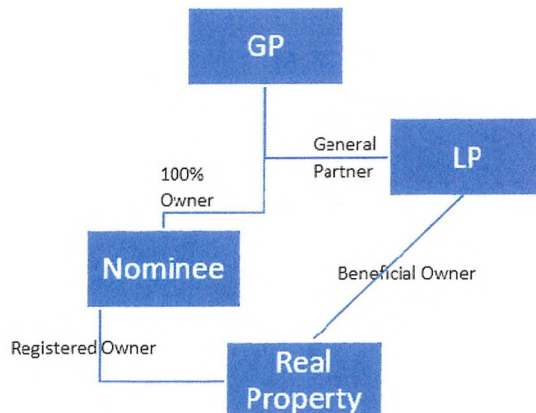 GP
General
Partner
LP
100%
Owner
Nominee
Beneficial Owner
Registered Owner
Real
Property